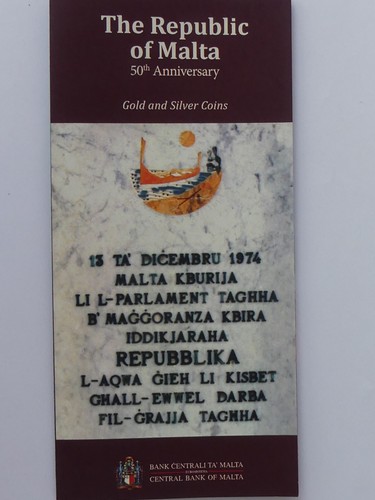 The Republic
of Malta
50th Anniversary
Gold and Silver Coins
13 TA' DIĊEMBRU 1974
MALTA KBURIJA
LI L-PARLAMENT TAGĦHA
B' MAĠĠORANZA KBIRA
IDDIKJARAHA
REPUBBLIKA
L-AQWA ĠIEĦ LI KISBET
GĦALL-EWWEL DARBA
FIL-ĠRAJJA TAGĦHA
BANK ĊENTRALI TA' MALTA
EUROSISTEMA
CENTRAL BANK OF MALTA